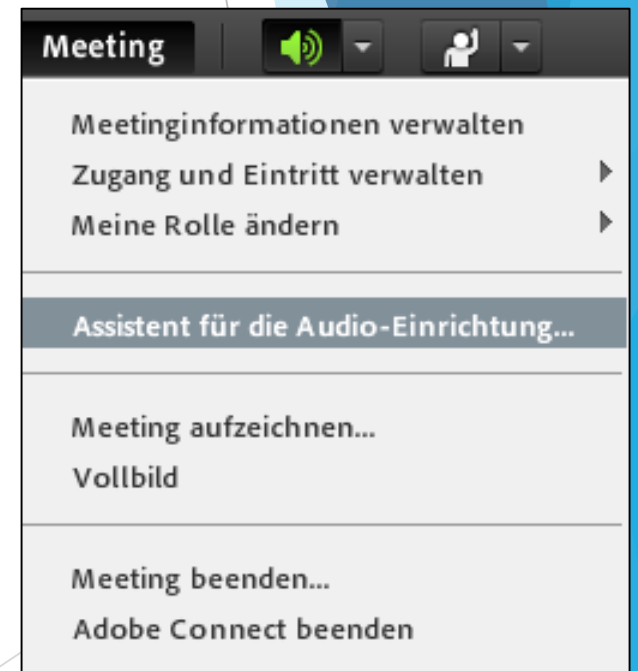 Meeting
Meetinginformationen verwalten
Zugang und Eintritt verwalten
Meine Rolle ändern
Assistent für die Audio-Einrichtung...
Meeting aufzeichnen...
Vollbild
Meeting beenden...
Adobe Connect beenden